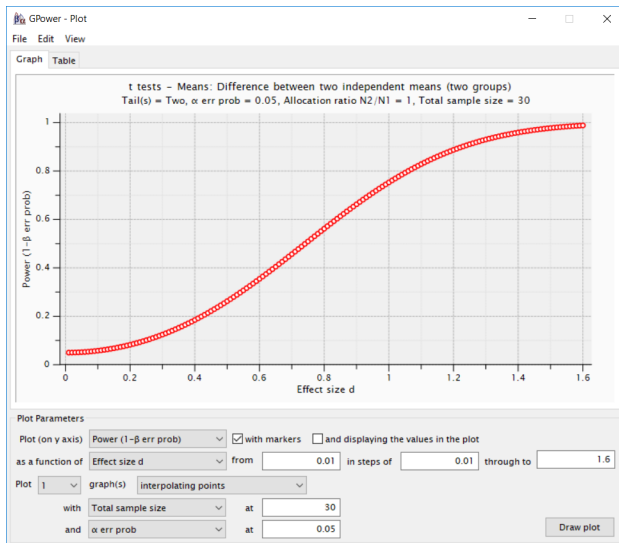 GPower - Plot
File Edit View
Graph Table
t tests – Means: Difference between two independent means (two groups)
Tail(s) = Two, α err prob = 0.05, Allocation ratio N2/N1 = 1, Total sample size = 30
1
0.8
0.6
0.4
0.2
0
Power (1-β err prob)
0 0.2 0.4 0.6 0.8 1 1.2 1.4 1.6
Effect size d
Plot Parameters
Plot (on y axis) Power (1-β err prob) with markers and displaying the values in the plot
as a function of Effect size d from 0.01 in steps of 0.01 through to 1.6
Plot 1 graph(s) interpolating points
with Total sample size at 30
and α err prob at 0.05 Draw plot